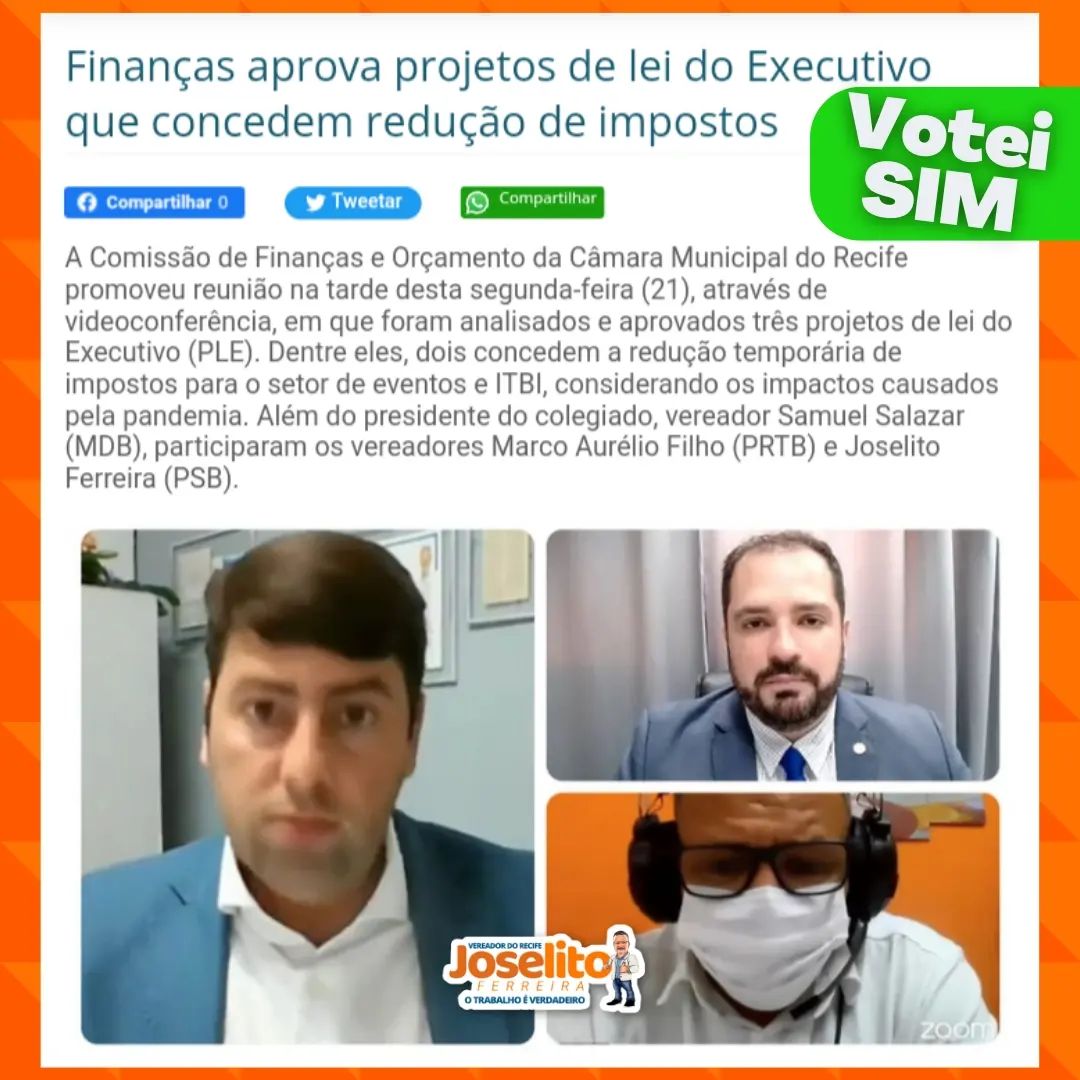 Finanças aprova projetos de lei do Executivo
que concedem redução de impostos
Votei
SIM
Compartilhar 0
Tweetar
Compartilhar
A Comissão de Finanças e Orçamento da Câmara Municipal do Recife
promoveu reunião na tarde desta segunda-feira (21), através de
videoconferência, em que foram analisados e aprovados três projetos de lei do
Executivo (PLE). Dentre eles, dois concedem a redução temporária de
impostos para o setor de eventos e ITBI, considerando os impactos causados
pela pandemia. Além do presidente do colegiado, vereador Samuel Salazar
(MDB), participaram os vereadores Marco Aurélio Filho (PRTB) e Joselito
Ferreira (PSB).
VEREADOR DO RECIFE
Joselito
FERREIRA
O TRABALHO É VERDADEIRO
zoom